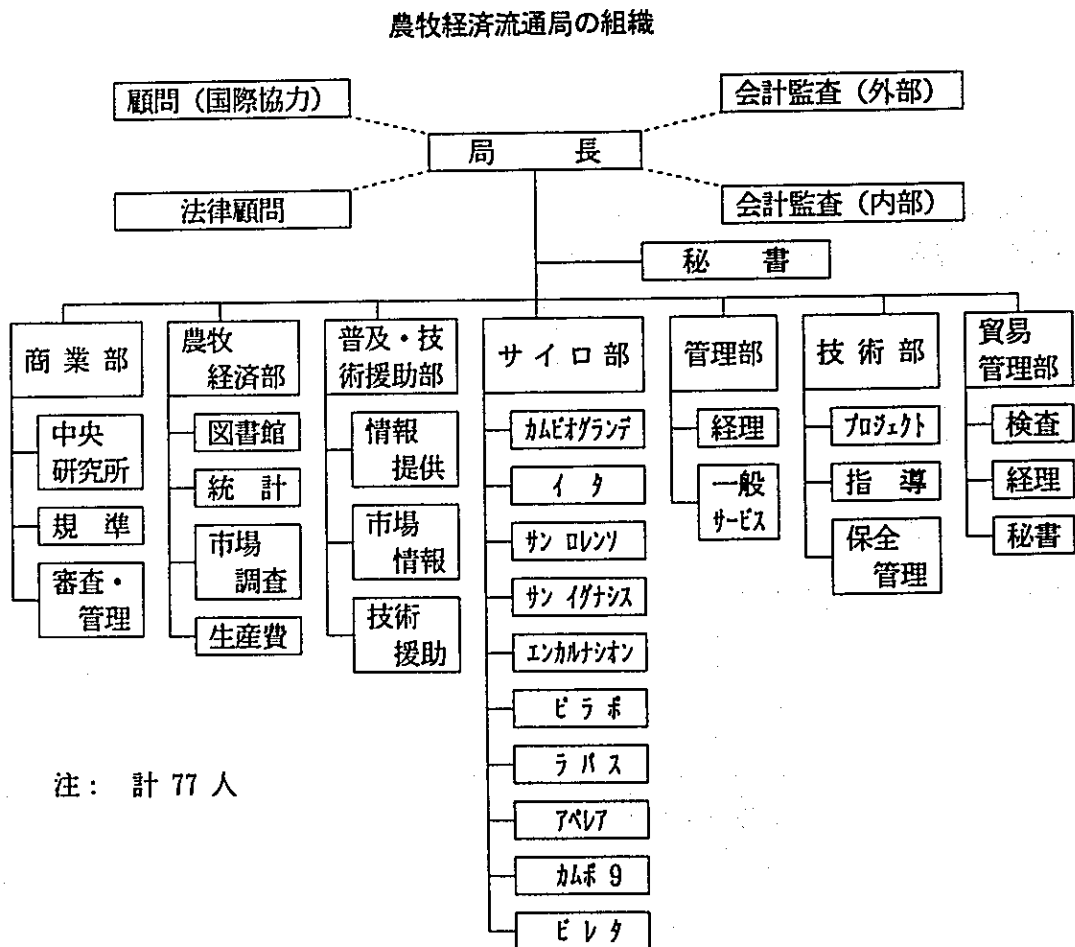 農牧経済流通局の組織
顧問（国際協力）
会計監査（外部）
局　長
法律顧問
会計監査（内部）
秘　書
商業部
中央
研究所
規　準
審査・
管理
農牧
経済部
図書館
統　計
市場
調査
生産費
普及・技
術援助部
情報
提供
市場
情報
技術
援助
サイロ部
カムピオグランデ
イタ
サン ロレンソ
サン イグナシス
エンカルナシオン
ピラポ
ラパス
アペレア
カムポ 9
ビレタ
管理部
経理
一般
サービス
技術部
プロジェクト
指　導
保全
管理
貿易
管理部
検査
経理
秘書
注：　計 77 人